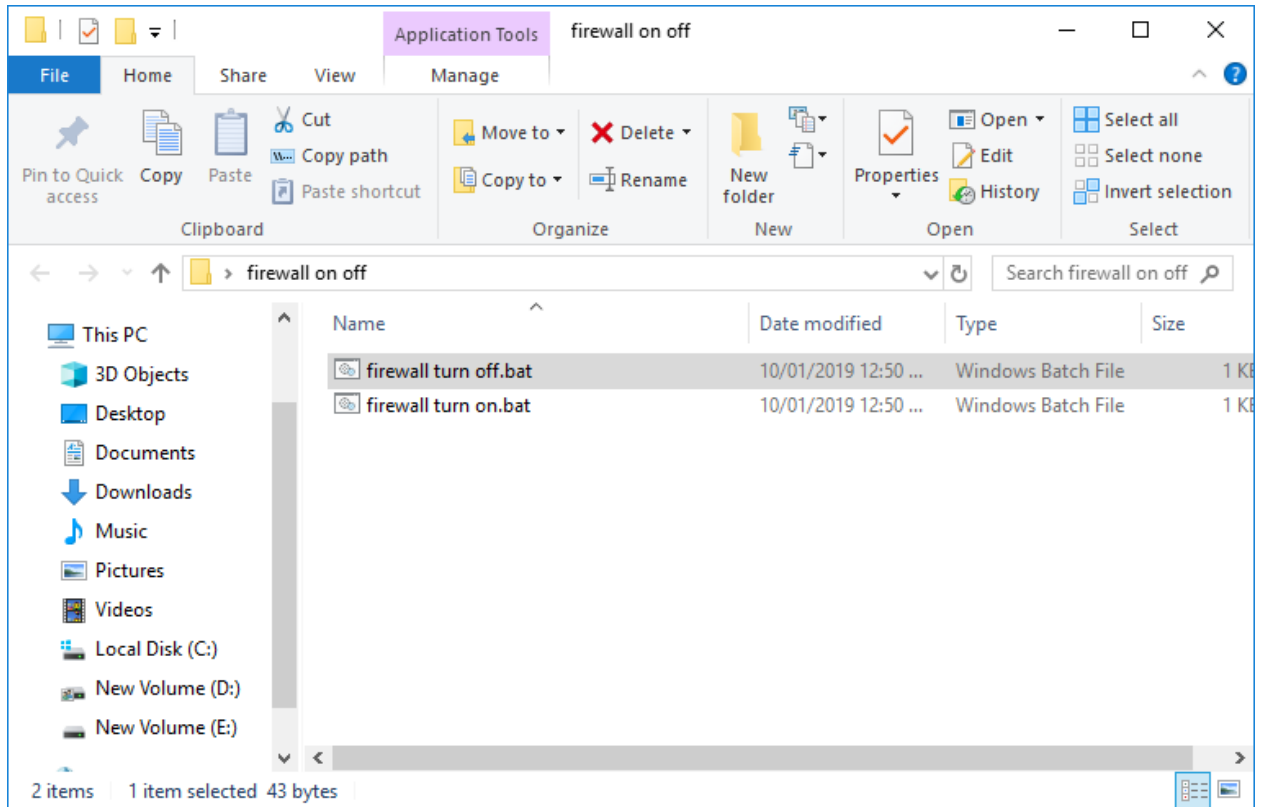 Application Tools firewall on off
File Home Share View Manage
Pin to Quick access
Copy
Paste
Cut
Copy path
Paste shortcut
Clipboard
Move to
Copy to
Delete
Rename
Organize
New folder
New
Properties
Open
Edit
History
Open
Select all
Select none
Invert selection
Select
firewall on off
Search firewall on off
This PC
3D Objects
Desktop
Documents
Downloads
Music
Pictures
Videos
Local Disk (C:)
New Volume (D:)
New Volume (E:)
Name Date modified Type Size
firewall turn off.bat 10/01/2019 12:50 ... Windows Batch File 1 KB
firewall turn on.bat 10/01/2019 12:50 ... Windows Batch File 1 KB
2 items 1 item selected 43 bytes